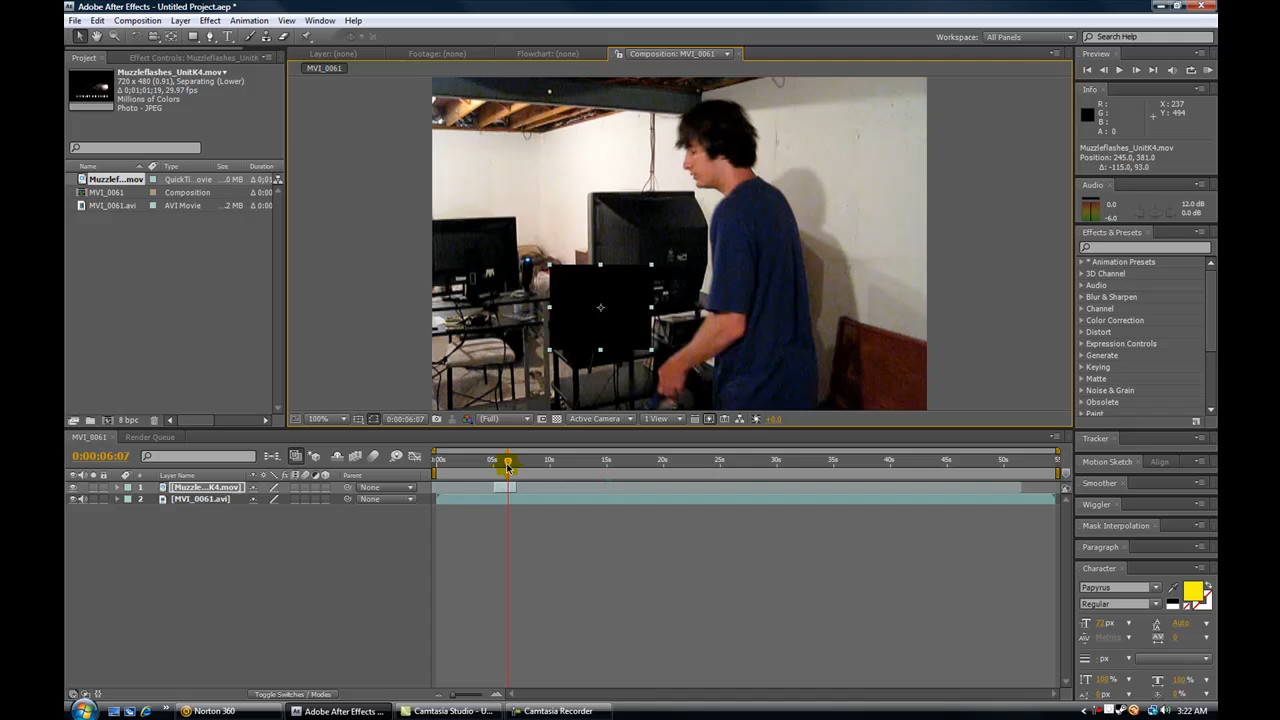 Adobe After Effects - Untitled Project.aep *
File Edit Composition Layer Effect Animation View Window Help
Workspace: All Panels Search Help
Project Effect Controls: Muzzleflashes_UnitK4.mov
Layer: (none) Footage: (none) Flowchart: (none) Composition: MVI_0061
MVI_0061
Muzzleflashes_UnitK4.mov
720 x 480 (0.91), Separating (Lower)
Δ 0;01;01;19, 29.97 fps
Millions of Colors
Photo - JPEG
Name Type Size Duration
Muzzlef...mov QuickTi...ovie ...0 MB 0;0
MVI_0061 Composition 0:00
MVI_0061.avi AVI Movie ...2 MB 0:00
8 bpc
100% 0:00:06:07 (Full) Active Camera 1 View +0.0
Preview
Info
R: X: 237
G: Y: 494
B:
A: 0
Muzzleflashes_UnitK4.mov
Position: 245.0, 381.0
Δ: -115.0, 93.0
Audio
0.0 12.0 dB
-6.0 0.0 dB
Effects & Presets
* Animation Presets
3D Channel
Audio
Blur & Sharpen
Channel
Color Correction
Distort
Expression Controls
Generate
Keying
Matte
Noise & Grain
Paint
Tracker
Motion Sketch Align
Smoother
Wiggler
Mask Interpolation
Paragraph
Character
Papyrus
Regular
72 px Auto
Metrics 0
- px
100% 100%
0 px 0%
MVI_0061 Render Queue
0:00:06:07
:00s 05s 10s 15s 20s 25s 30s 35s 40s 45s 50s 55
# Layer Name Parent
1 [Muzzle...K4.mov] None
2 [MVI_0061.avi] None
Toggle Switches / Modes
Norton 360 Adobe After Effects ... Camtasia Studio - U... Camtasia Recorder 3:22 AM